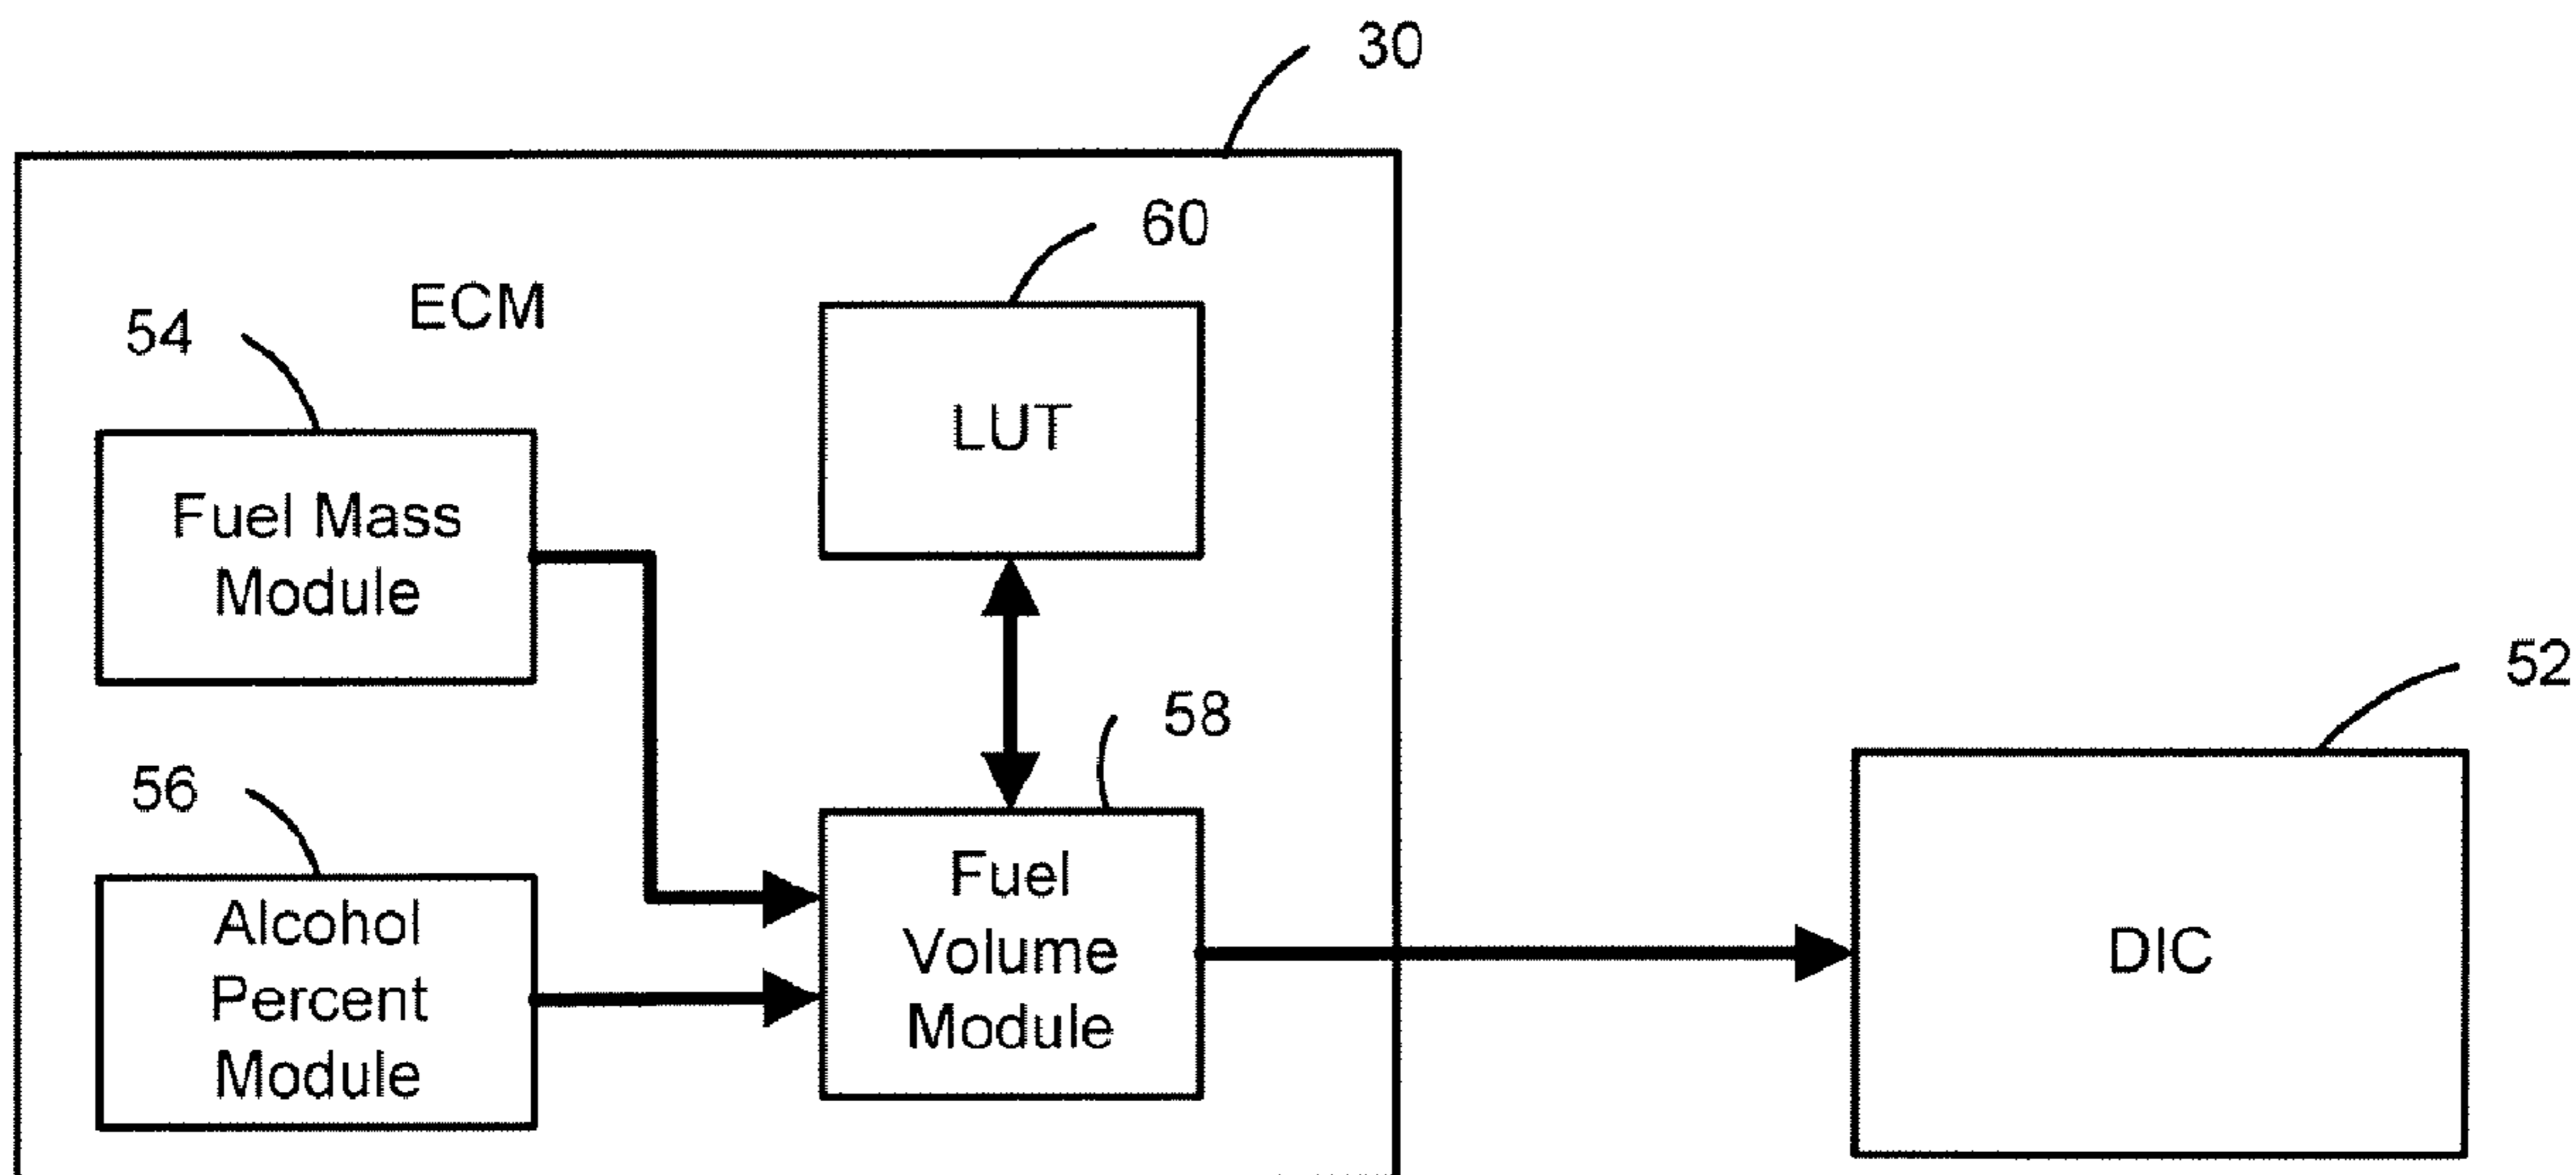 30
60
ECM
54
LUT
Fuel Mass
Module
52
58
56
Fuel
Volume
Module
Alcohol
Percent
Module
DIC